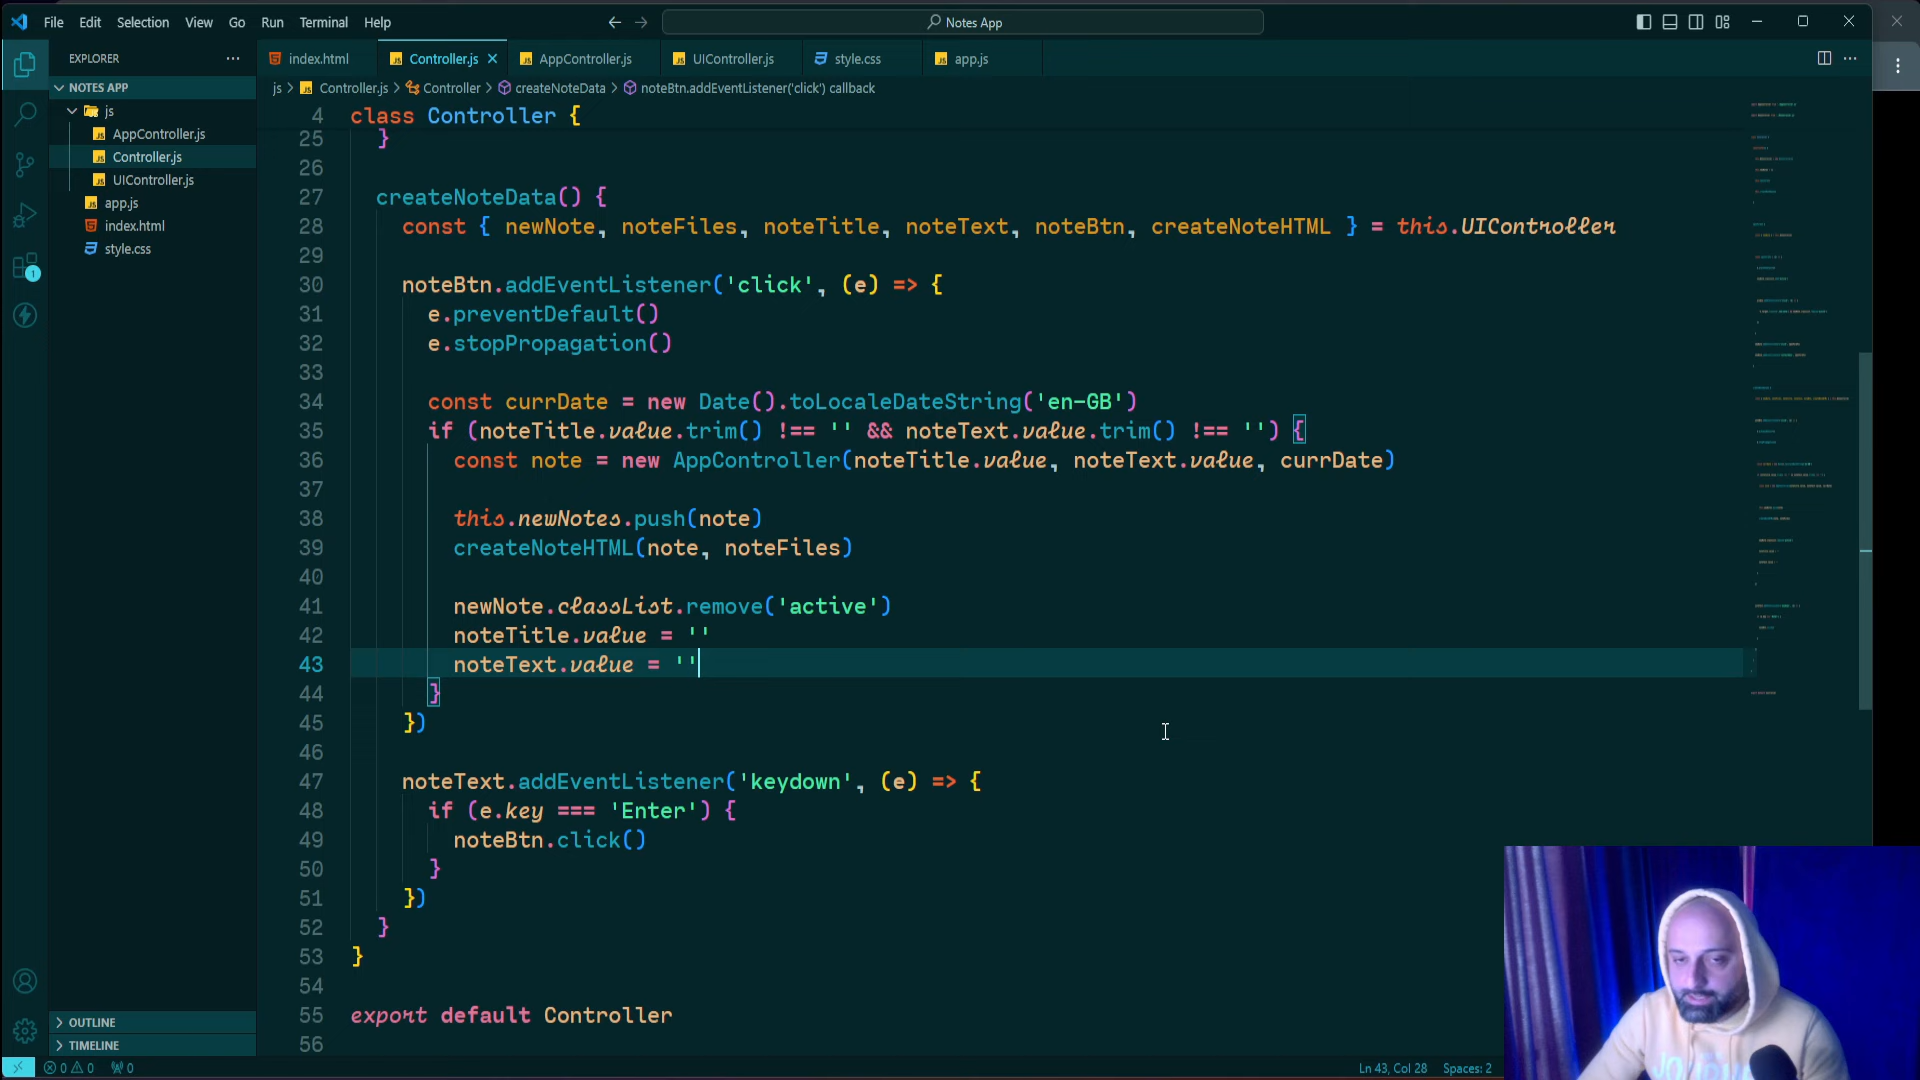 File Edit Selection View Go Run Terminal Help
Notes App
EXPLORER
NOTES APP
js
AppController.js
Controller.js
UIController.js
app.js
index.html
style.css
OUTLINE
TIMELINE
1
index.html Controller.js AppController.js UIController.js style.css app.js
js > Controller.js > Controller > createNoteData > noteBtn.addEventListener('click') callback
4 class Controller {
25 }
26
27 createNoteData() {
28 const { newNote, noteFiles, noteTitle, noteText, noteBtn, createNoteHTML } = this.UIController
29
30 noteBtn.addEventListener('click', (e) => {
31 e.preventDefault()
32 e.stopPropagation()
33
34 const currDate = new Date().toLocaleDateString('en-GB')
35 if (noteTitle.value.trim() !== '' && noteText.value.trim() !== '') {
36 const note = new AppController(noteTitle.value, noteText.value, currDate)
37
38 this.newNotes.push(note)
39 createNoteHTML(note, noteFiles)
40
41 newNote.classList.remove('active')
42 noteTitle.value = ''
43 noteText.value = ''
44 }
45 })
46
47 noteText.addEventListener('keydown', (e) => {
48 if (e.key === 'Enter') {
49 noteBtn.click()
50 }
51 })
52 }
53 }
54
55 export default Controller
56
0 0 0
Ln 43, Col 28 Spaces: 2